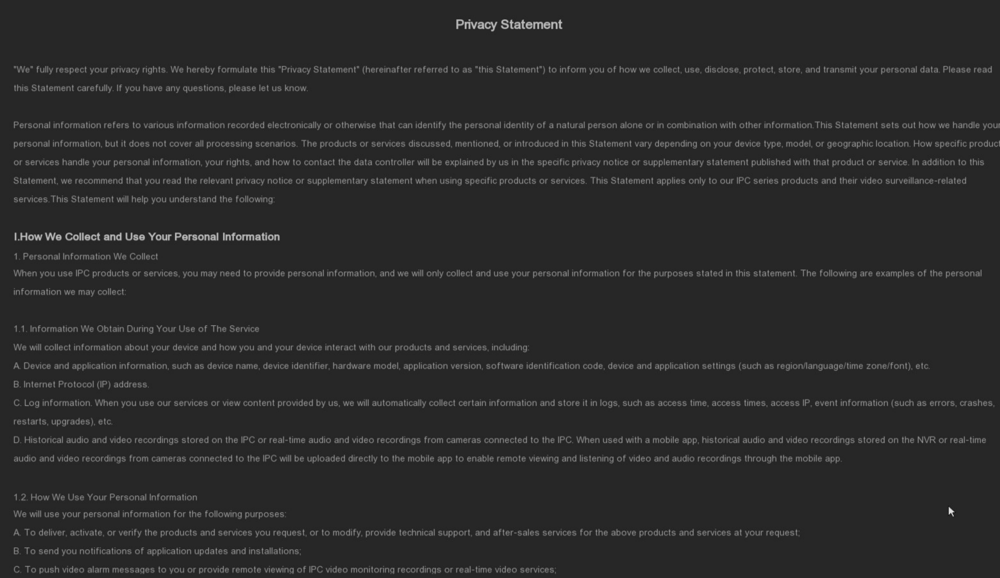 Privacy Statement
"We" fully respect your privacy rights. We hereby formulate this "Privacy Statement" (hereinafter referred to as "this Statement") to inform you of how we collect, use, disclose, protect, store, and transmit your personal data. Please read
this Statement carefully. If you have any questions, please let us know.
Personal information refers to various information recorded electronically or otherwise that can identify the personal identity of a natural person alone or in combination with other information.This Statement sets out how we handle your
personal information, but it does not cover all processing scenarios. The products or services discussed, mentioned, or introduced in this Statement vary depending on your device type, model, or geographic location. How specific product
or services handle your personal information, your rights, and how to contact the data controller will be explained by us in the specific privacy notice or supplementary statement published with that product or service. In addition to this
Statement, we recommend that you read the relevant privacy notice or supplementary statement when using specific products or services. This Statement applies only to our IPC series products and their video surveillance-related
services.This Statement will help you understand the following:
I.How We Collect and Use Your Personal Information
1. Personal Information We Collect
When you use IPC products or services, you may need to provide personal information, and we will only collect and use your personal information for the purposes stated in this statement. The following are examples of the personal
information we may collect:
1.1. Information We Obtain During Your Use of The Service
We will collect information about your device and how you and your device interact with our products and services, including:
A. Device and application information, such as device name, device identifier, hardware model, application version, software identification code, device and application settings (such as region/language/time zone/font), etc.
B. Internet Protocol (IP) address.
C. Log information. When you use our services or view content provided by us, we will automatically collect certain information and store it in logs, such as access time, access times, access IP, event information (such as errors, crashes,
restarts, upgrades), etc.
D. Historical audio and video recordings stored on the IPC or real-time audio and video recordings from cameras connected to the IPC. When used with a mobile app, historical audio and video recordings stored on the NVR or real-time
audio and video recordings from cameras connected to the IPC will be uploaded directly to the mobile app to enable remote viewing and listening of video and audio recordings through the mobile app.
1.2. How We Use Your Personal Information
We will use your personal information for the following purposes:
A. To deliver, activate, or verify the products and services you request, or to modify, provide technical support, and after-sales services for the above products and services at your request;
B. To send you notifications of application updates and installations;
C. To push video alarm messages to you or provide remote viewing of IPC video monitoring recordings or real-time video services;